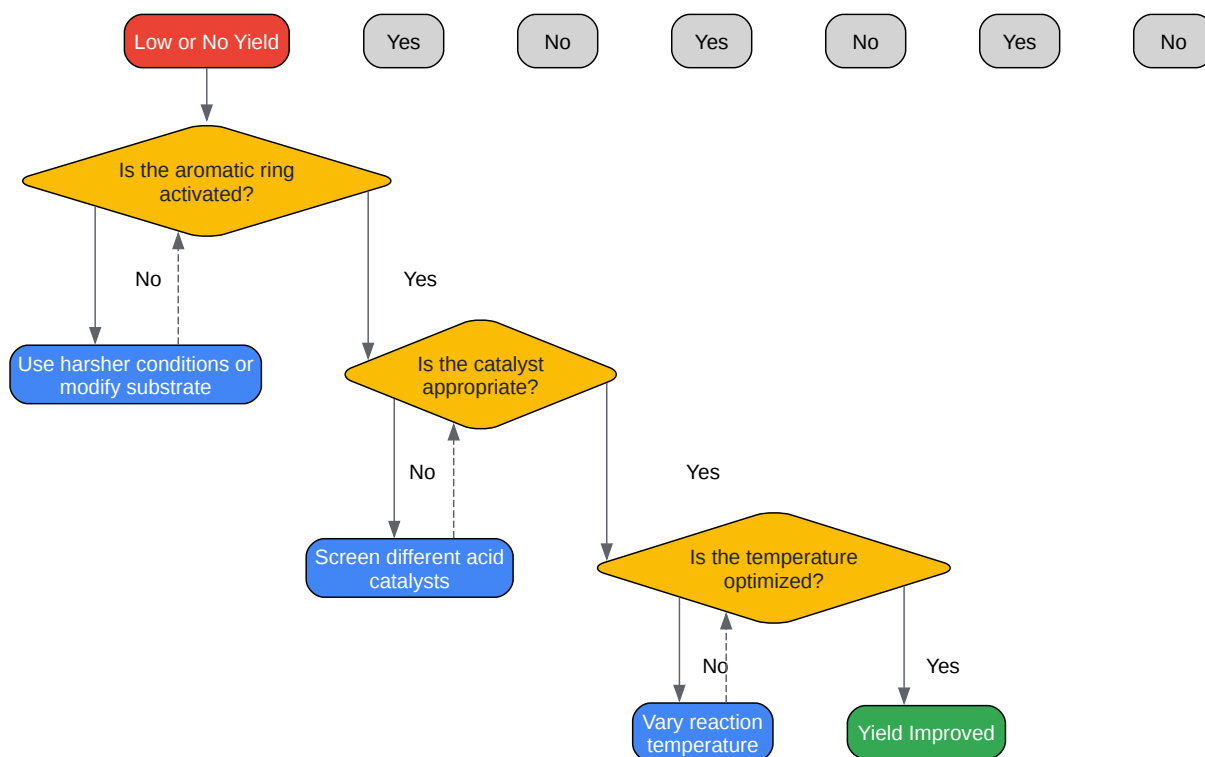 Low or No Yield
Yes
No
Yes
No
Yes
No
Is the aromatic ring
activated?
No
Yes
Use harsher conditions or
modify substrate
Is the catalyst
appropriate?
No
Yes
Screen different acid
catalysts
Is the temperature
optimized?
No
Yes
Vary reaction
temperature
Yield Improved